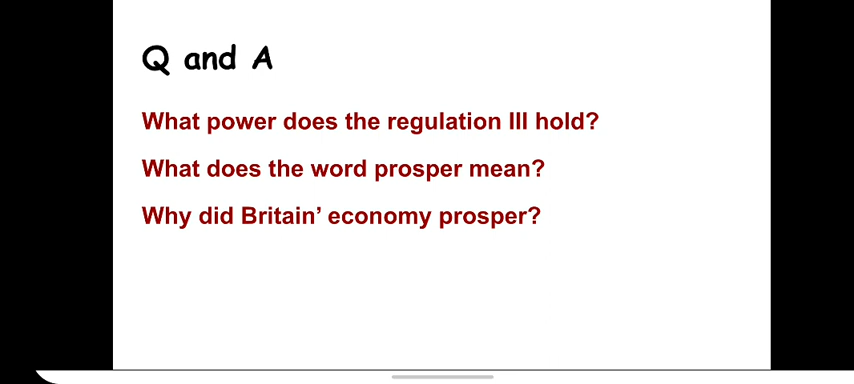 Q and A
What power does the regulation III hold?
What does the word prosper mean?
Why did Britain’ economy prosper?